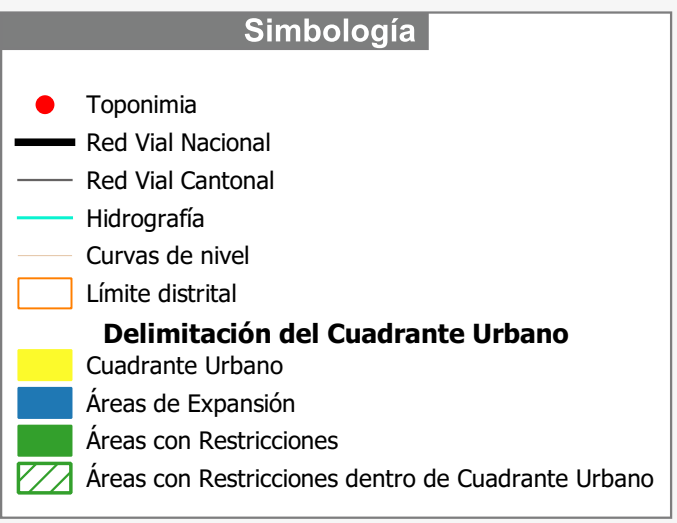 Simbología
Toponimia
Red Vial Nacional
Red Vial Cantonal
Hidrografía
Curvas de nivel
Límite distrital
Delimitación del Cuadrante Urbano
Cuadrante Urbano
Áreas de Expansión
Áreas con Restricciones
Áreas con Restricciones dentro de Cuadrante Urbano